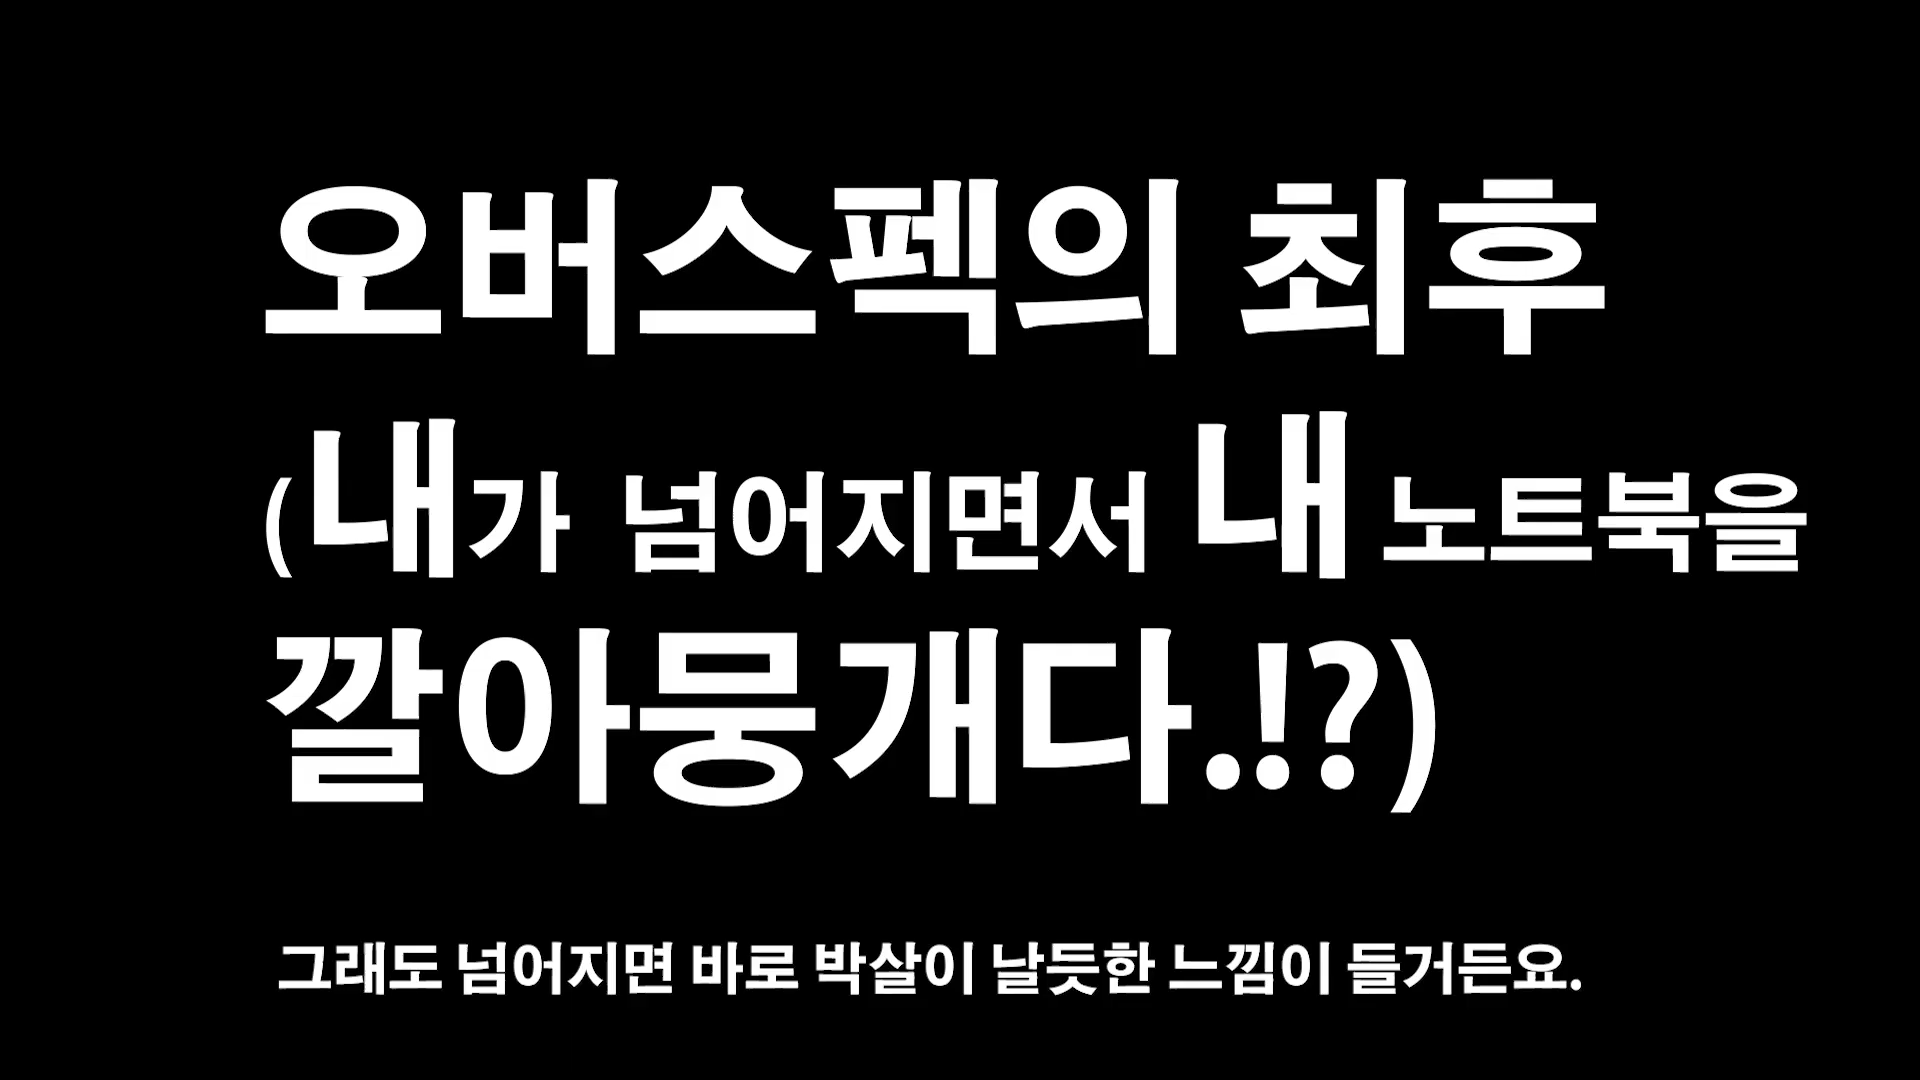 오버스펙의 최후
(내가 넘어지면서 내 노트북을
깔아뭉개다..!?)
그래도 넘어지면 바로 박살이 날듯한 느낌이 들거든요.